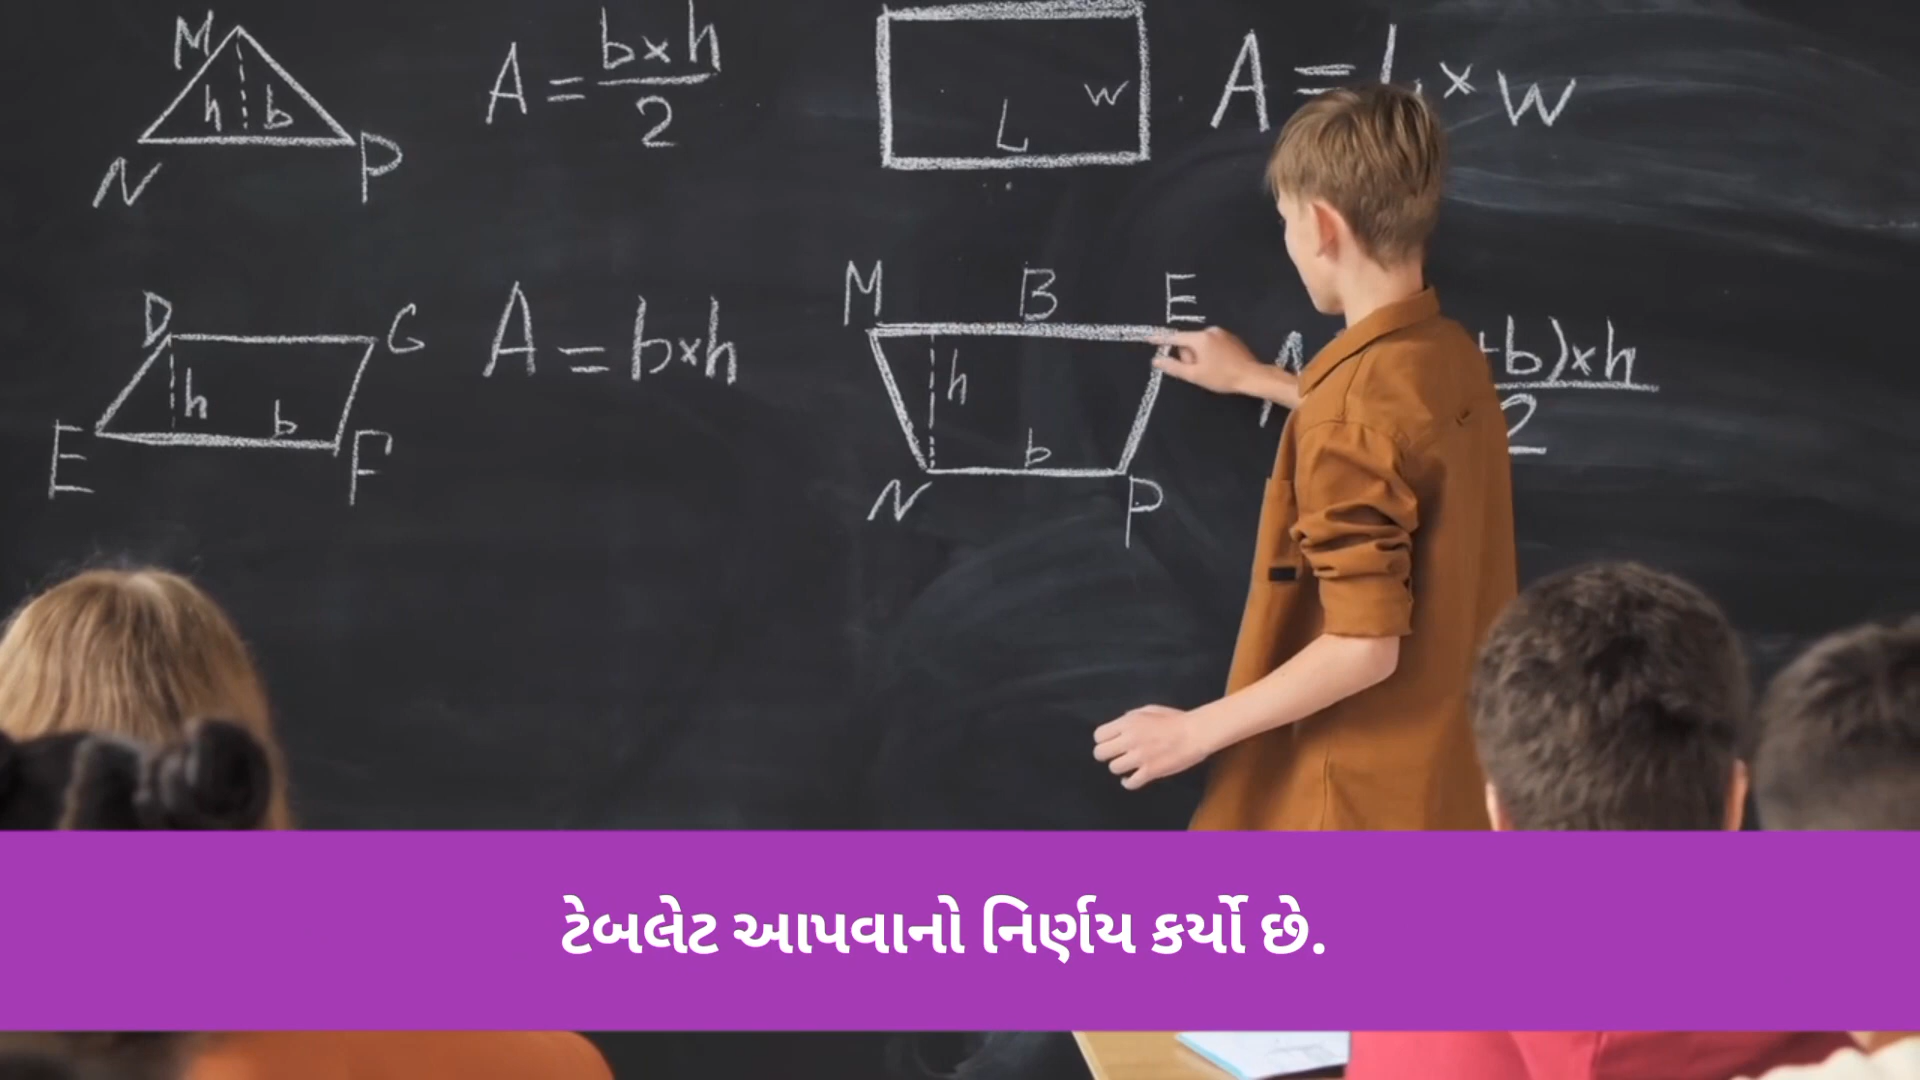 M
h b
N P
A = b×h
2
L w
A = L × w
D G
h b
E F
A = b×h
M B E
h
b
N P
+b)×h
2
ટેબલેટ આપવાનો નિર્ણય કર્યો છે.